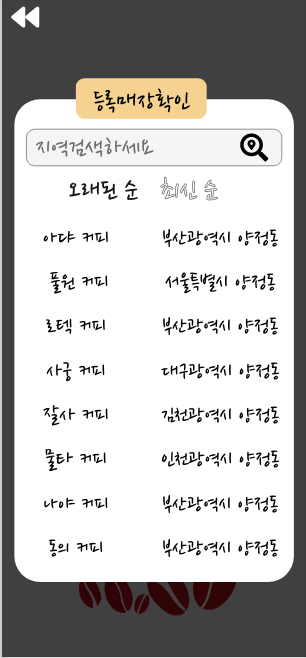 등록매장확인
지역검색하세요
오래된 순 최신 순
아댜 커피 부산광역시 양정동
풀원 커피 서울특별시 양정동
로텍 커피 부산광역시 양정동
사궁 커피 대구광역시 양정동
잘사 커피 김천광역시 양정동
물타 커피 인천광역시 양정동
나야 커피 부산광역시 양정동
동의 커피 부산광역시 양정동